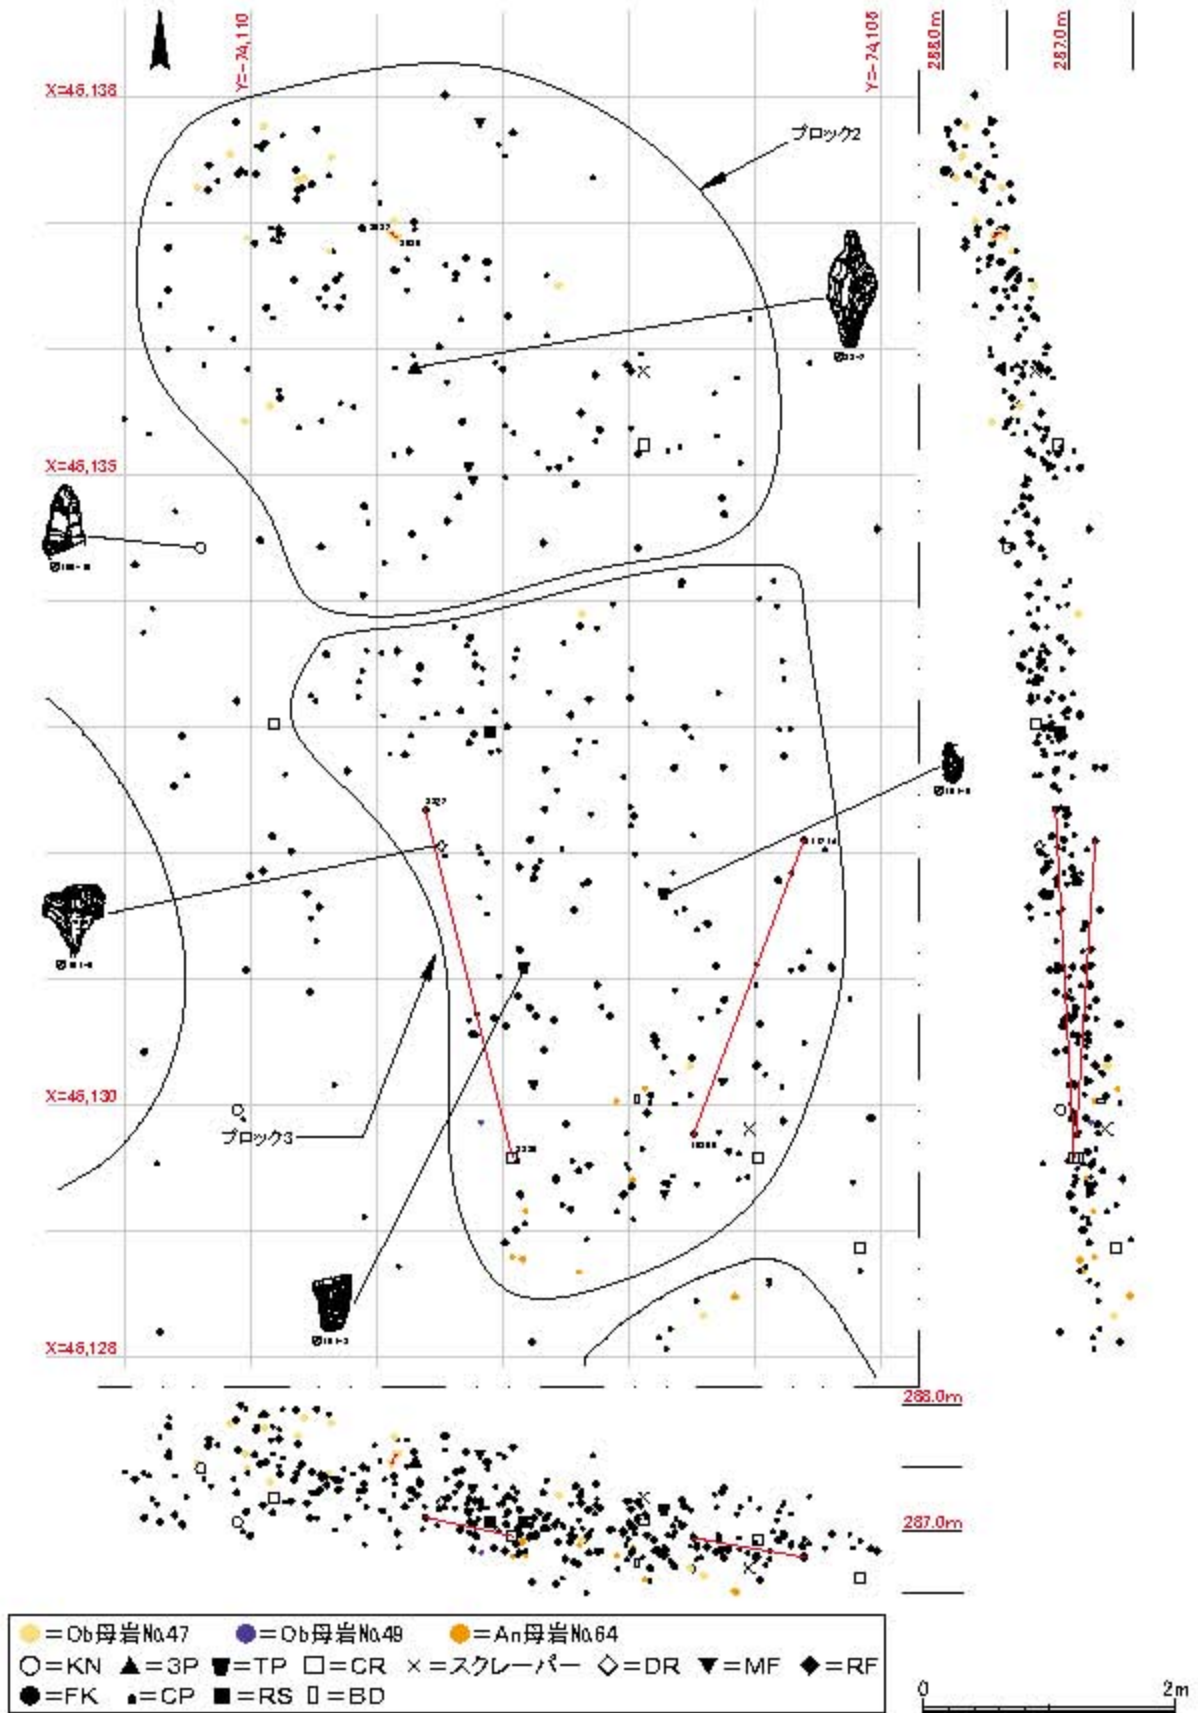 Y=-74,110
Y=-74,105
288.0m
287.0m
X=46,138
ブロック2
X=46,135
X=46,130
ブロック3
X=46,128
288.0m
287.0m
=Ob母岩No.47 =Ob母岩No.49 =An母岩No.64
○=KN ▲=3P =TP □=CR ×=スクレーパー ◇=DR ▼=MF ◆=RF
●=FK =CP ■=RS ▯=BD
0 2m